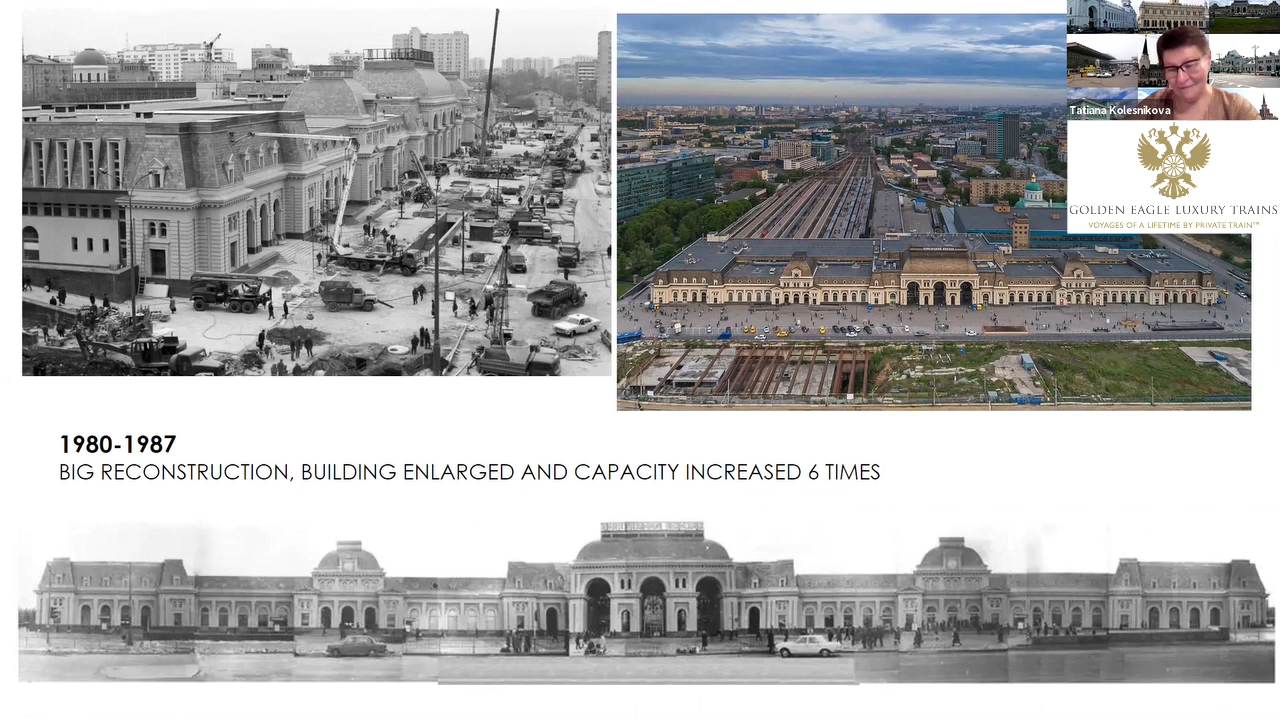 Tatiana Kolesnikova
GOLDEN EAGLE LUXURY TRAINS
VOYAGES OF A LIFETIME BY PRIVATE TRAIN™
1980-1987
BIG RECONSTRUCTION, BUILDING ENLARGED AND CAPACITY INCREASED 6 TIMES